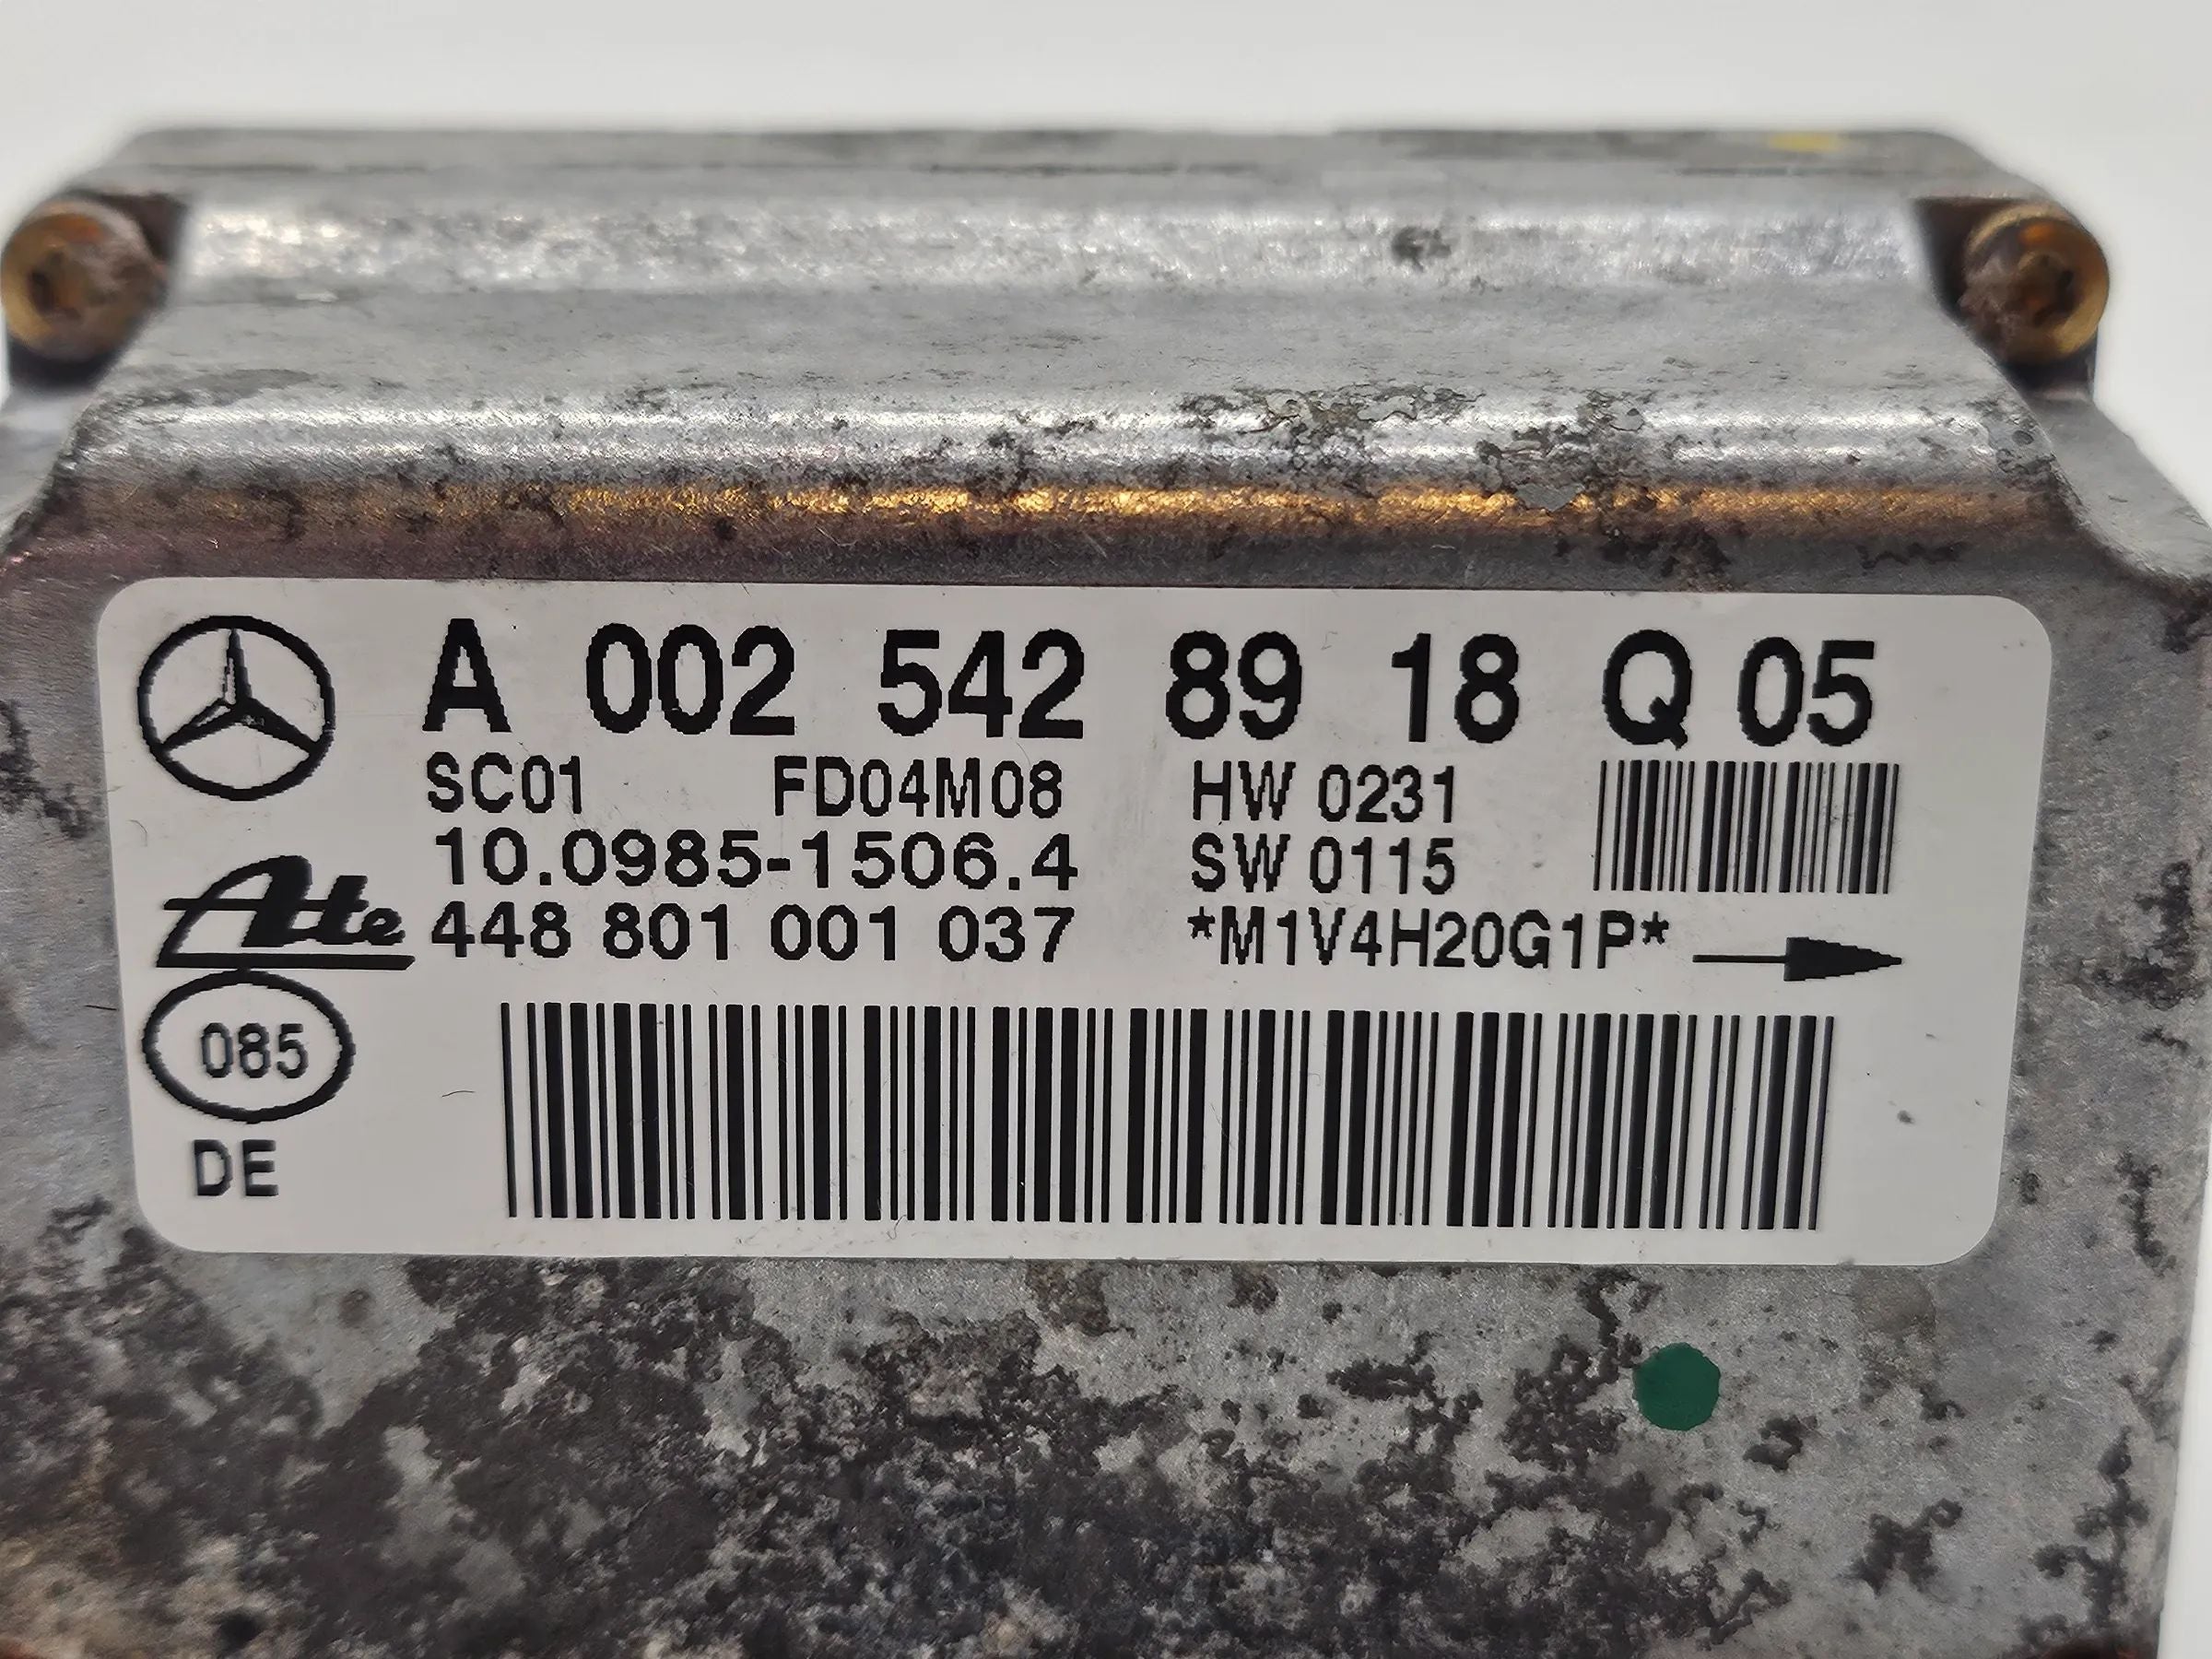 A 002 542 89 18 Q 05
SC01 FD04M08 HW 0231
10.0985-1506.4 SW 0115
Ate 448 801 001 037 *M1V4H20G1P*
085
DE